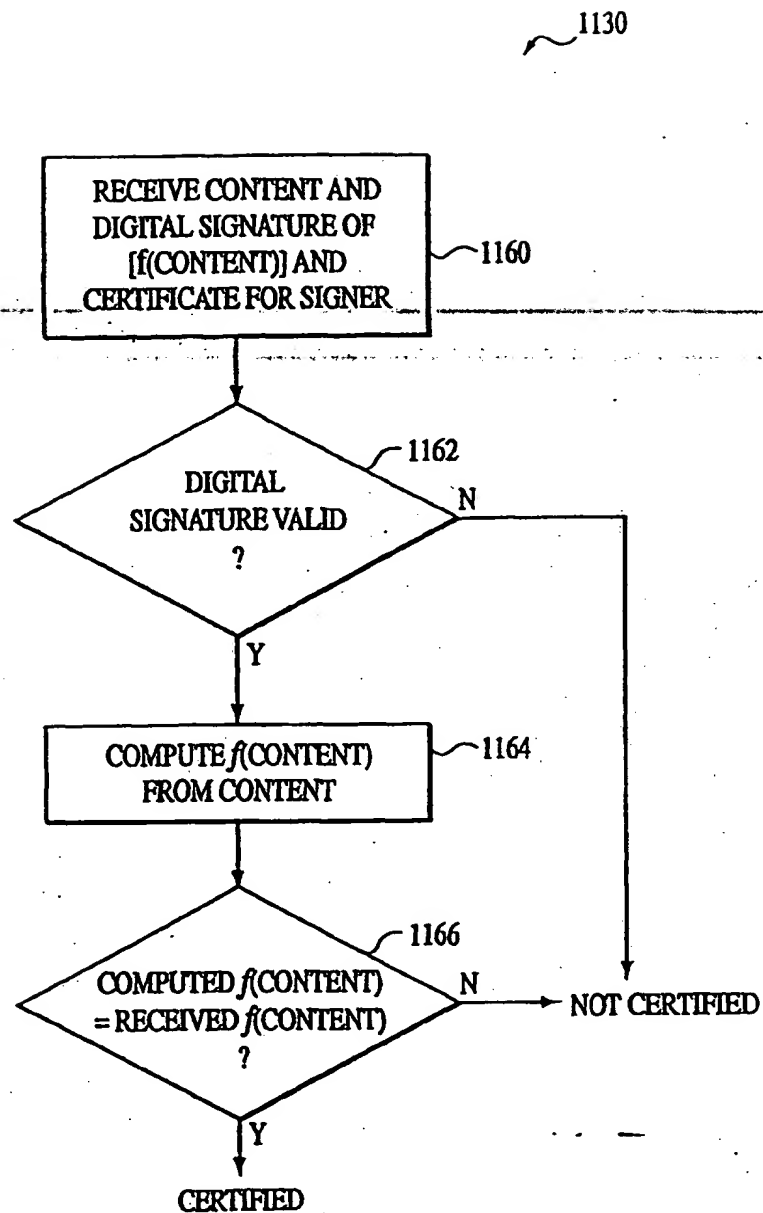 1130
RECEIVE CONTENT AND
DIGITAL SIGNATURE OF
[f(CONTENT)] AND
CERTIFICATE FOR SIGNER
1160
1162
DIGITAL
SIGNATURE VALID
?
N
Y
COMPUTE f(CONTENT)
FROM CONTENT
1164
1166
COMPUTED f(CONTENT)
= RECEIVED f(CONTENT)
?
N
NOT CERTIFIED
Y
CERTIFIED